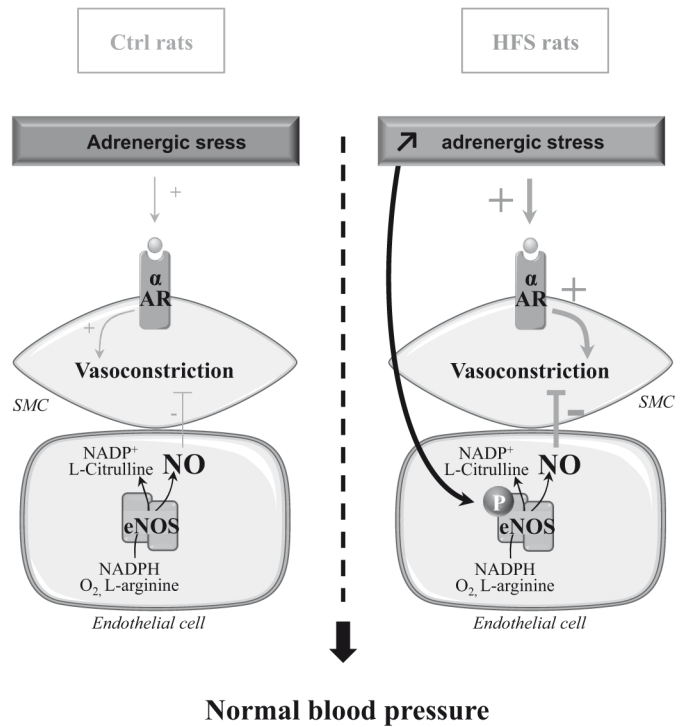 Ctrl rats
HFS rats
Adrenergic sress
↗ adrenergic stress
+
+
α
AR
α
AR
+
+
Vasoconstriction
Vasoconstriction
SMC
SMC
-
-
NADP⁺
L-Citrulline
NO
NADP⁺
L-Citrulline
NO
eNOS
P
eNOS
NADPH
O₂, L-arginine
NADPH
O₂, L-arginine
Endothelial cell
Endothelial cell
Normal blood pressure